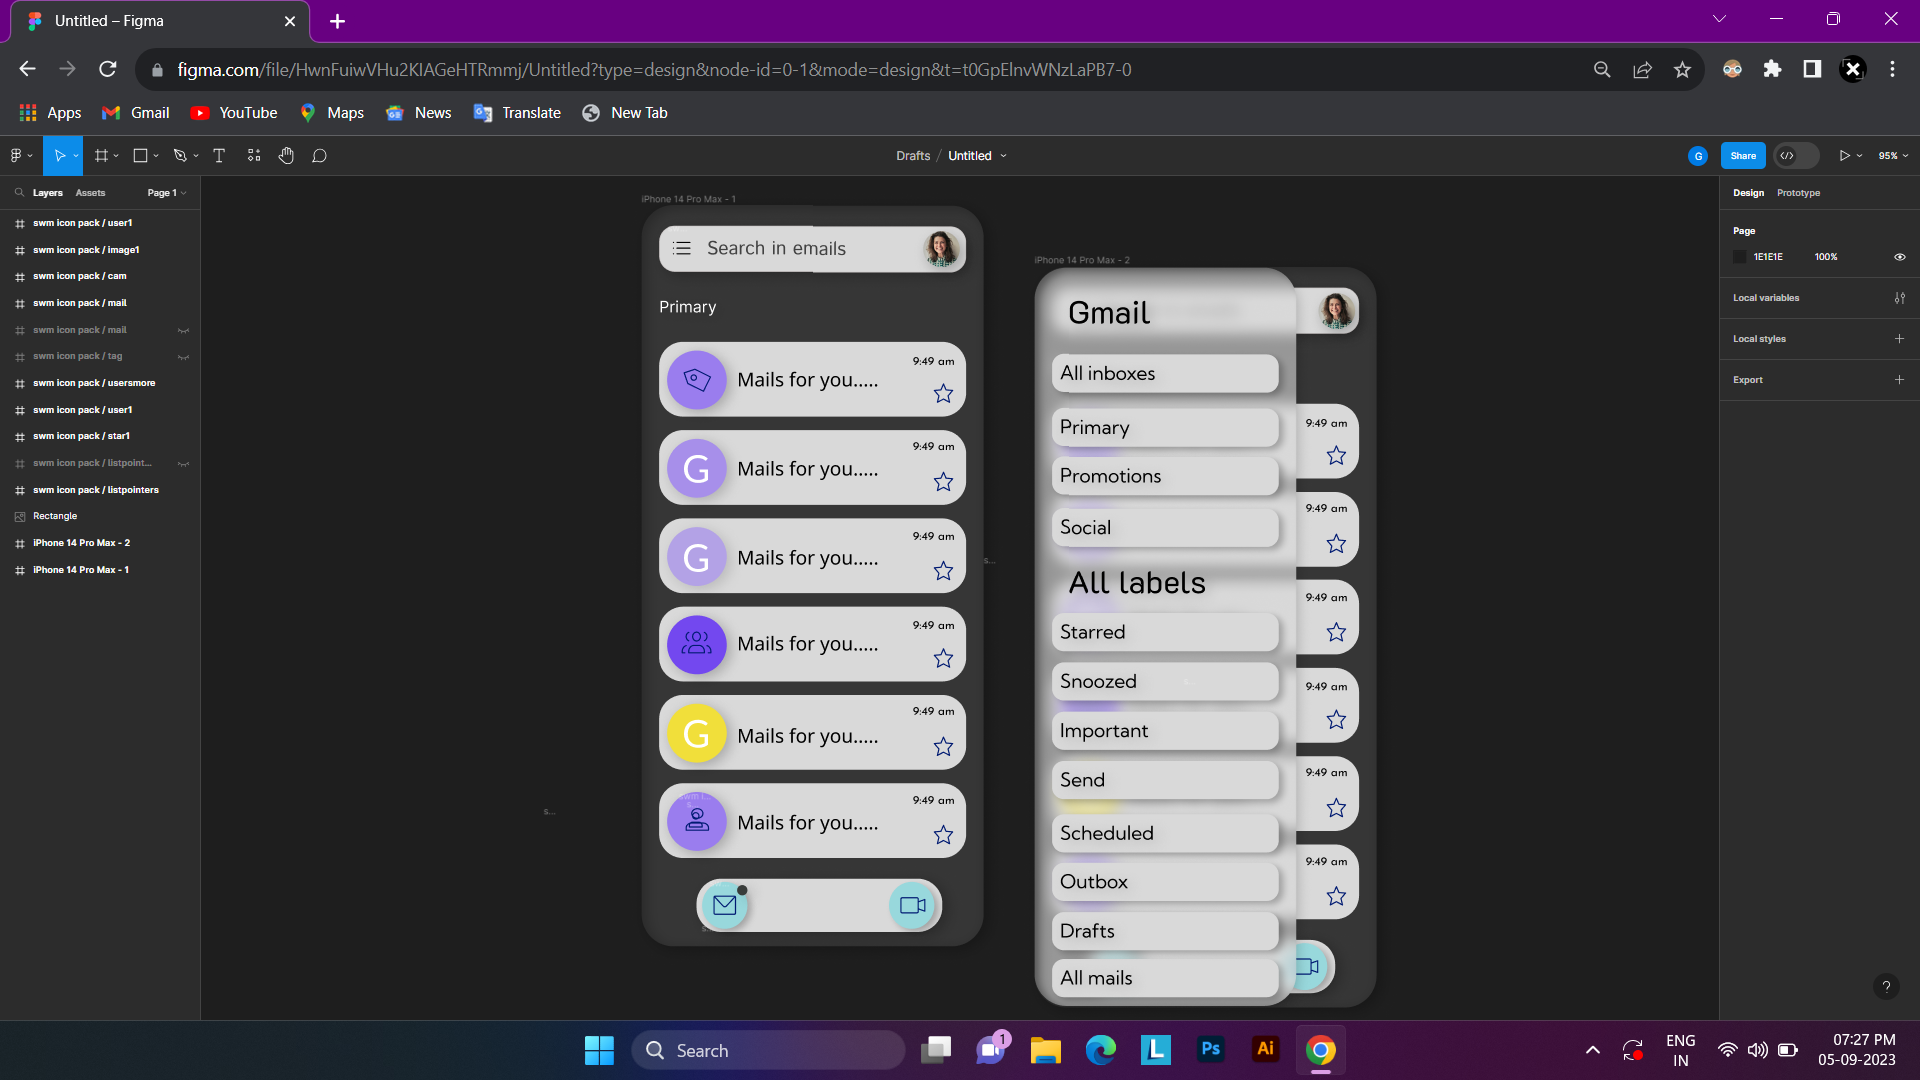 Untitled – Figma
figma.com/file/HwnFuiwVHu2KIAGeHTRmmj/Untitled?type=design&node-id=0-1&mode=design&t=t0GpElnvWNzLaPB7-0
Apps Gmail YouTube Maps News Translate New Tab
Drafts / Untitled
G Share 95%
Layers Assets Page 1
swm icon pack / user1
swm icon pack / image1
swm icon pack / cam
swm icon pack / mail
swm icon pack / mail
swm icon pack / tag
swm icon pack / usersmore
swm icon pack / user1
swm icon pack / star1
swm icon pack / listpoint...
swm icon pack / listpointers
Rectangle
iPhone 14 Pro Max - 2
iPhone 14 Pro Max - 1
iPhone 14 Pro Max - 1
Search in emails
Primary
9:49 am
Mails for you.....
9:49 am
G Mails for you.....
9:49 am
G Mails for you.....
9:49 am
Mails for you.....
9:49 am
G Mails for you.....
9:49 am
Mails for you.....
s...
s...
iPhone 14 Pro Max - 2
Gmail
All inboxes
Primary
Promotions
Social
All labels
Starred
Snoozed
Important
Send
Scheduled
Outbox
Drafts
All mails
9:49 am
9:49 am
9:49 am
9:49 am
9:49 am
9:49 am
Design Prototype
Page
1E1E1E 100%
Local variables
Local styles
Export
?
Search
1
L
Ps
Ai
ENG
IN
07:27 PM
05-09-2023